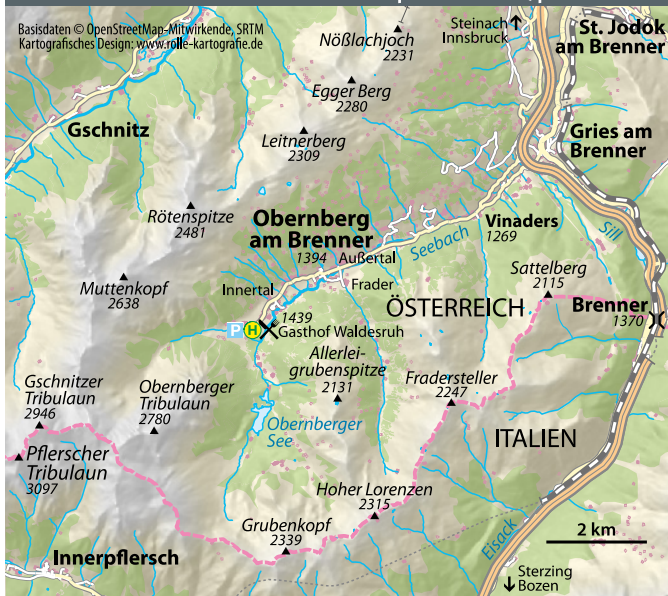 Basisdaten © OpenStreetMap-Mitwirkende, SRTM
Kartografisches Design: www.rolle-kartografie.de
Nößlachjoch
2231
Steinach
Innsbruck
St. Jodok
am Brenner
Egger Berg
2280
Gschnitz
Leitnerberg
2309
Gries am
Brenner
Rötenspitze
2481
Obernberg
am Brenner
1394
Vinaders
1269
Seebach
Sill
Außertal
Frader
Innertal
Muttenkopf
2638
Sattelberg
2115
ÖSTERREICH
Brenner
1370
P
H
1439
Gasthof Waldesruh
Allerlei-
grubenspitze
2131
Gschnitzer
Tribulaun
2946
Obernberger
Tribulaun
2780
Fradersteller
2247
Obernberger
See
ITALIEN
Pflerscher
Tribulaun
3097
Hoher Lorenzen
2315
Grubenkopf
2339
Eisack
2 km
Innerpflersch
Sterzing
Bozen